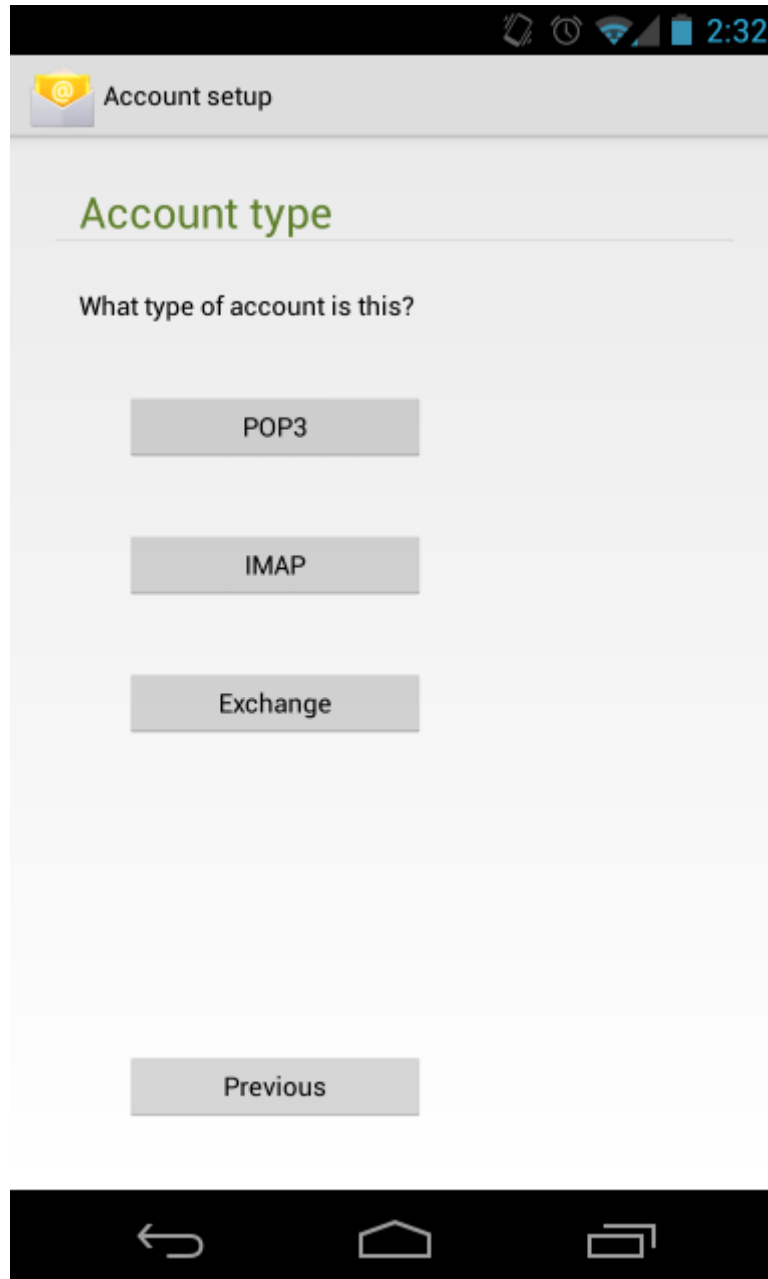 2:32
Account setup
Account type
What type of account is this?
POP3
IMAP
Exchange
Previous